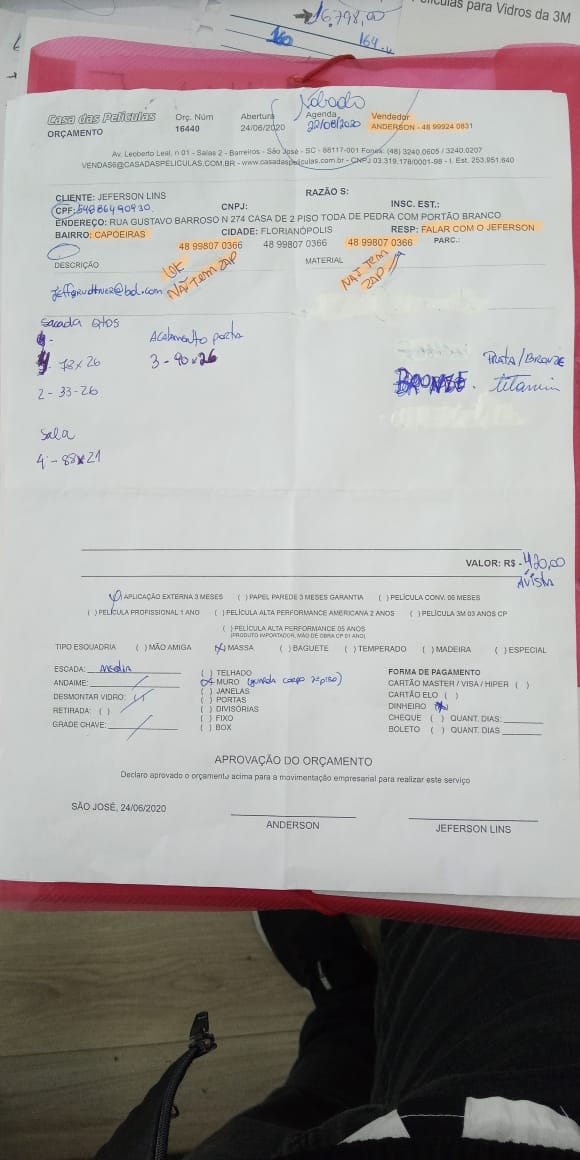 16.798,00
Películas para Vidros da 3M
160
164.
Sabado
Casa das Películas
ORÇAMENTO
Orç. Núm
16440
Abertura
24/06/2020
Agenda
22/08/2020
Vendedor
ANDERSON - 48 99924 0831
Av. Leoberto Leal, n 01 - Salas 2 - Barreiros - São José - SC - 88117-001 Fones: (48) 3240.0605 / 3240.0207
VENDAS6@CASADASPELICULAS.COM.BR - www.casadaspeliculas.com.br - CNPJ 03.319.178/0001-98 - I. Est. 253.951.640
RAZÃO S:
CLIENTE: JEFERSON LINS
CPF: 54886490930
CNPJ:
INSC. EST.:
ENDEREÇO: RUA GUSTAVO BARROSO N 274 CASA DE 2 PISO TODA DE PEDRA COM PORTÃO BRANCO
BAIRRO: CAPOEIRAS
CIDADE: FLORIANÓPOLIS
RESP: FALAR COM O JEFERSON
48 99807 0366
48 99807 0366
48 99807 0366
PARC.:
DESCRIÇÃO
MATERIAL
NÃO Tem ZAP
NÃO Tem
ZAP
Sacada Qtos
Acabamento porta
78 x 26
3 - 90 x 26
2 - 33 - 26
PRATA/BRONZE
BRONZE. titanium
Sala
4 - 88x21
VALOR: R$ - 420,00
Avista
APLICAÇÃO EXTERNA 3 MESES ( ) PAPEL PAREDE 3 MESES GARANTIA ( ) PELÍCULA CONV. 06 MESES
( ) PELÍCULA PROFISSIONAL 1 ANO ( ) PELÍCULA ALTA PERFORMANCE AMERICANA 2 ANOS ( ) PELÍCULA 3M 03 ANOS CP
( ) PELÍCULA ALTA PERFORMANCE 05 ANOS
(PRODUTO IMPORTADOR, MÃO DE OBRA CP 01 ANO)
TIPO ESQUADRIA ( ) MÃO AMIGA (X) MASSA ( ) BAGUETE ( ) TEMPERADO ( ) MADEIRA ( ) ESPECIAL
ESCADA: media
ANDAIME:
DESMONTAR VIDRO:
RETIRADA: ( )
GRADE CHAVE:
( ) TELHADO
(X) MURO
( ) JANELAS
( ) PORTAS
( ) DIVISÓRIAS
( ) FIXO
( ) BOX
FORMA DE PAGAMENTO
CARTÃO MASTER / VISA / HIPER ( )
CARTÃO ELO ( )
DINHEIRO (X)
CHEQUE ( ) QUANT. DIAS:
BOLETO ( ) QUANT. DIAS
APROVAÇÃO DO ORÇAMENTO
Declaro aprovado o orçamento acima para a movimentação empresarial para realizar este serviço
SÃO JOSÉ, 24/06/2020
ANDERSON
JEFERSON LINS